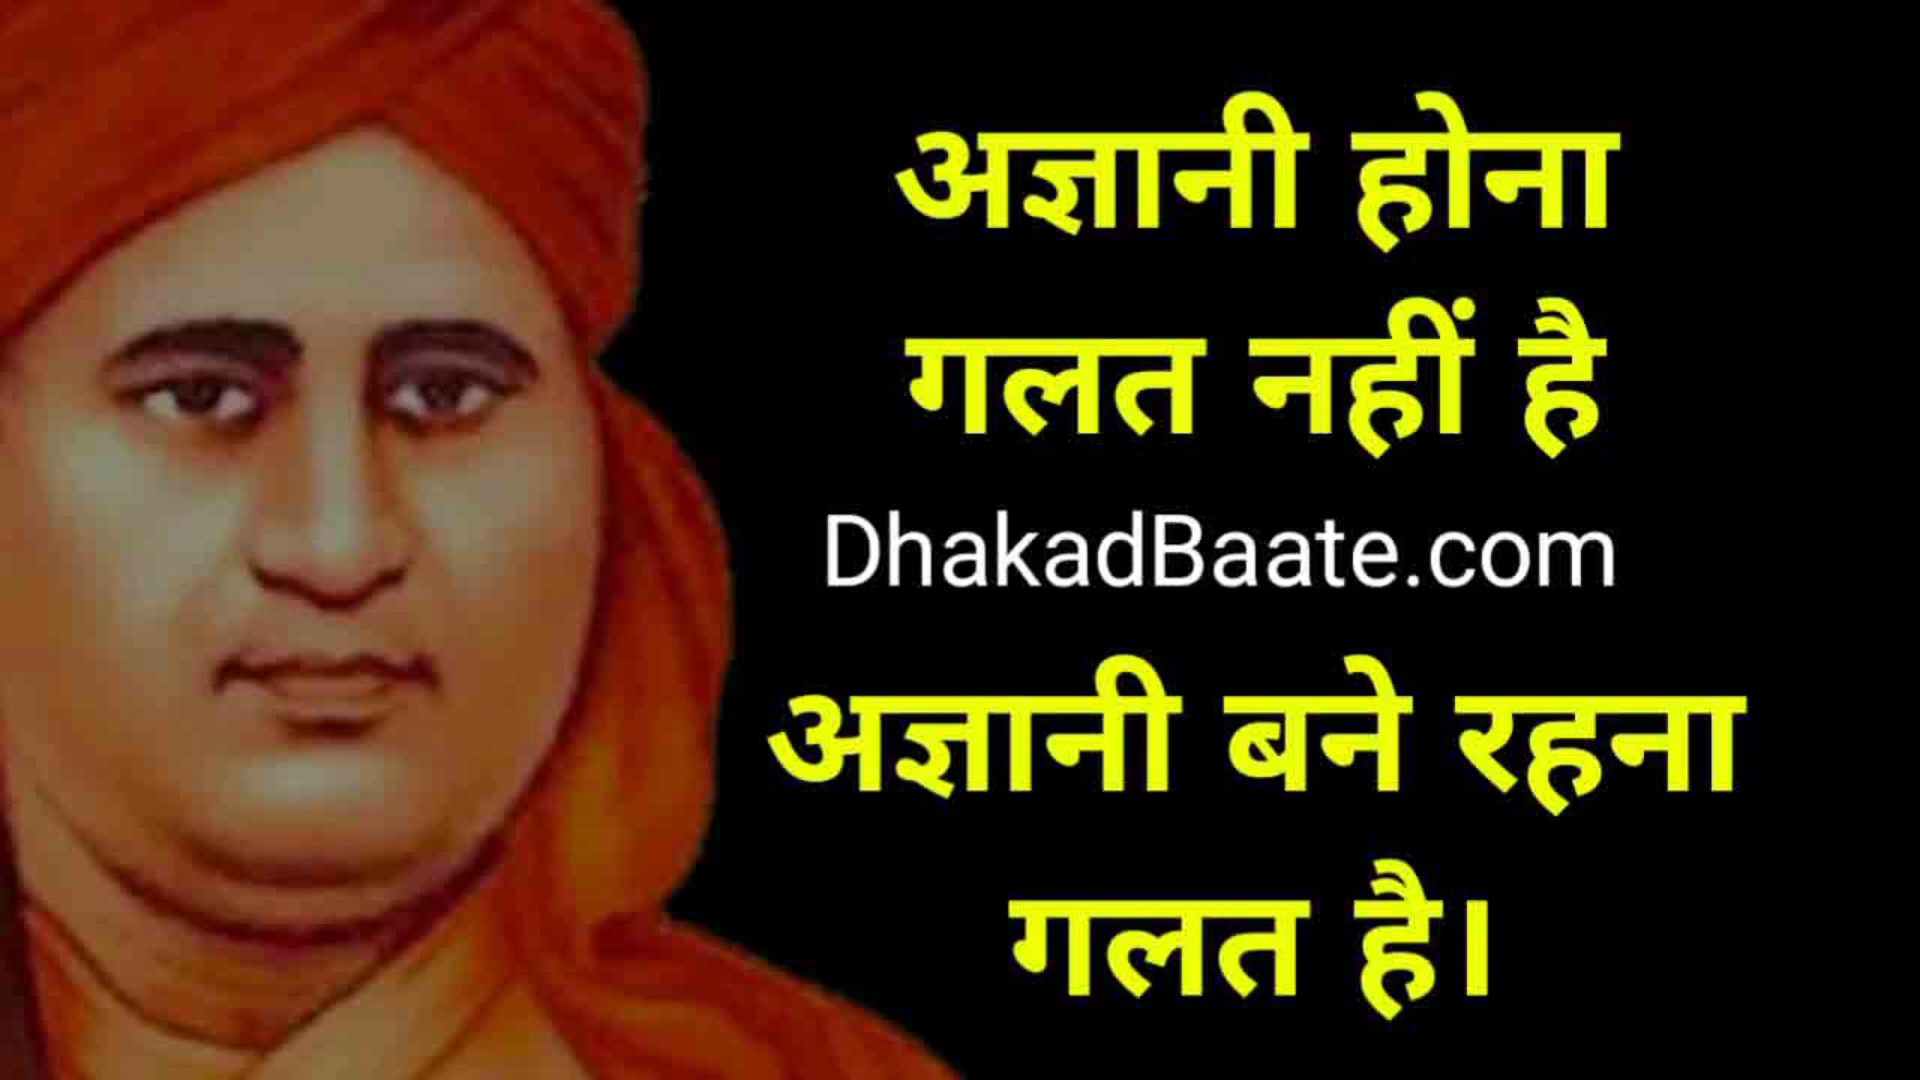 अज्ञानी होना
गलत नहीं है
DhakadBaate.com
अज्ञानी बने रहना
गलत है।